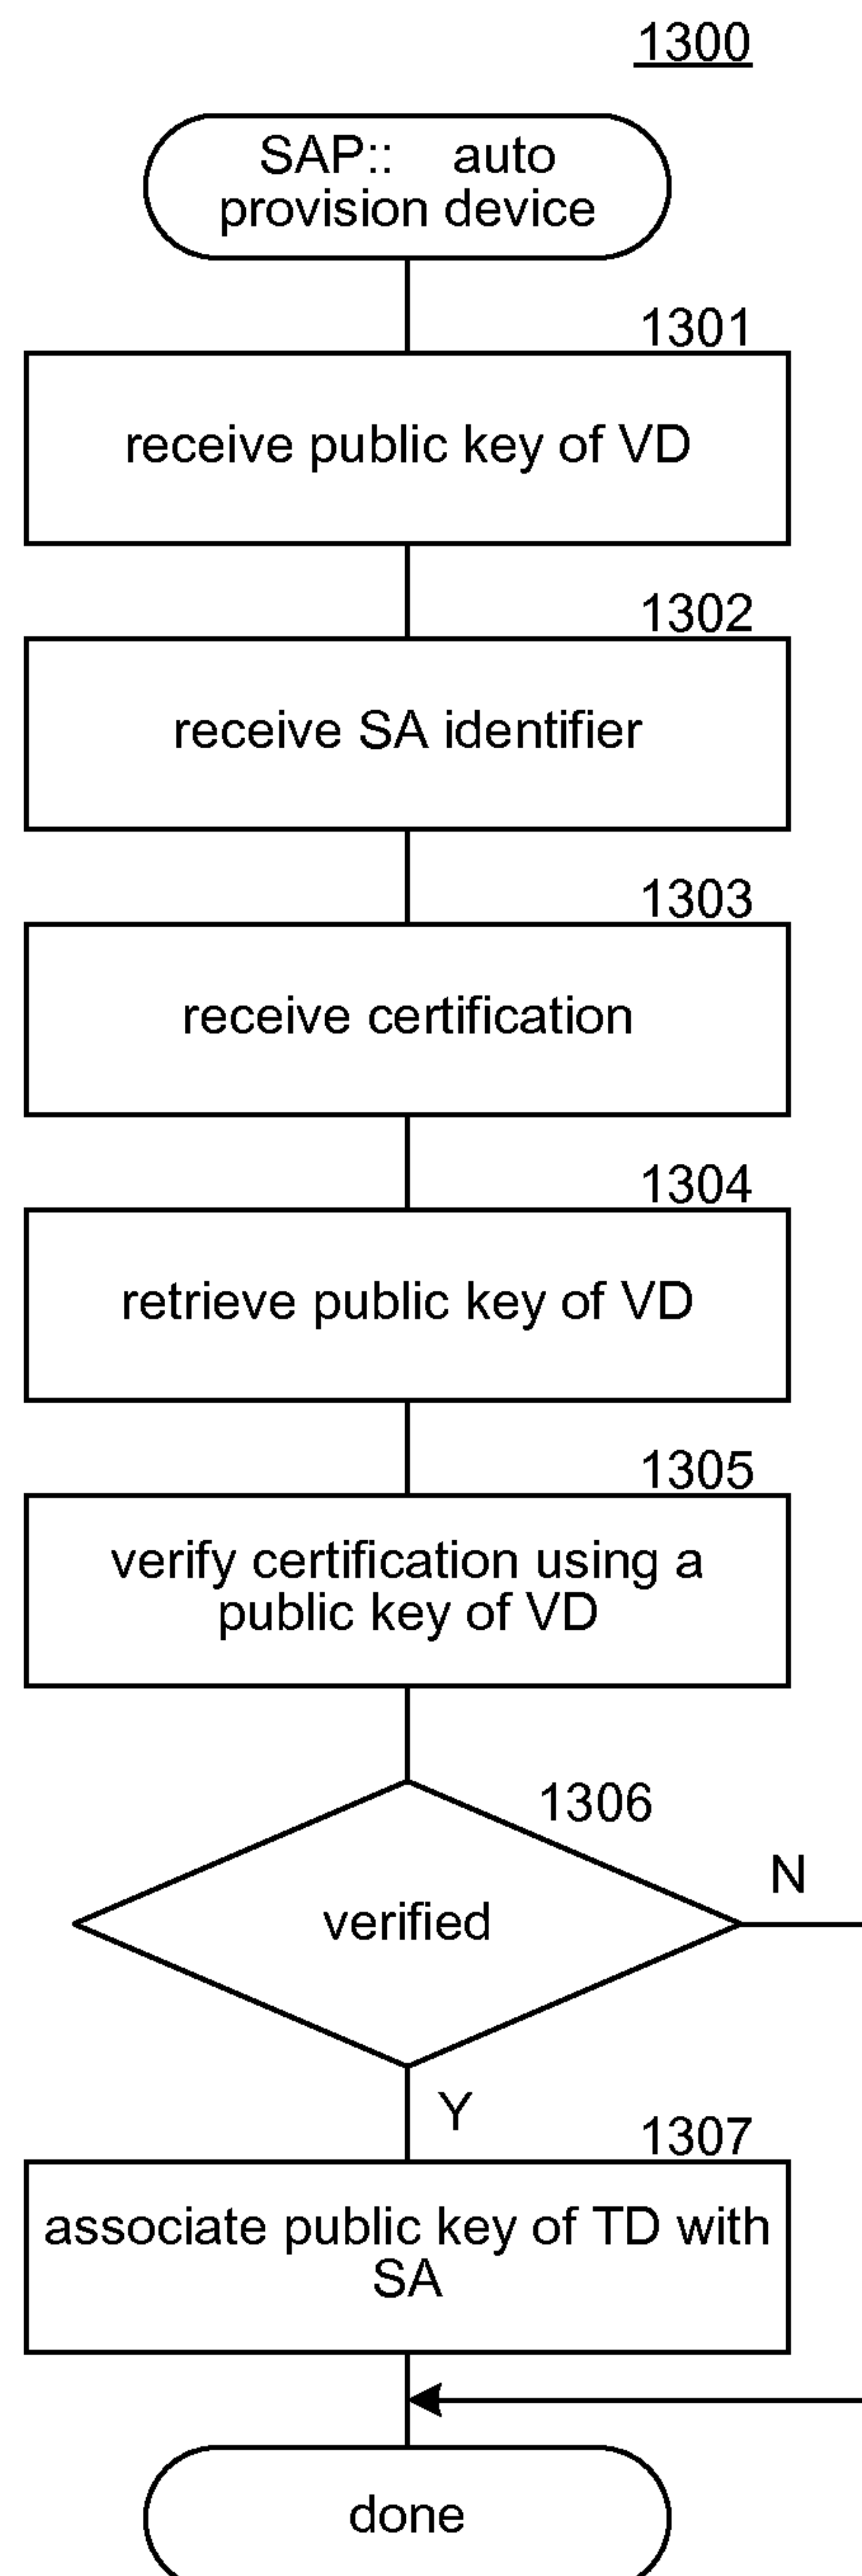 1300
SAP:: auto
provision device
1301
receive public key of VD
1302
receive SA identifier
1303
receive certification
1304
retrieve public key of VD
1305
verify certification using a
public key of VD
1306
verified
N
Y
1307
associate public key of TD with
SA
done